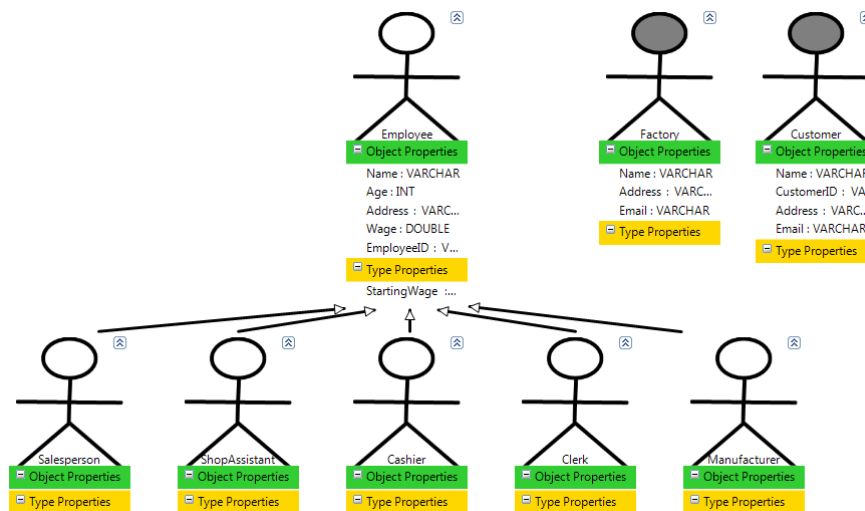 Employee
Object Properties
Name : VARCHAR
Age : INT
Address : VARC...
Wage : DOUBLE
EmployeeID : V...
Type Properties
StartingWage :...
Factory
Object Properties
Name : VARCHAR
Address : VARC...
Email : VARCHAR
Type Properties
Customer
Object Properties
Name : VARCHAR
CustomerID : VA
Address : VARC...
Email : VARCHAR
Type Properties
Salesperson
Object Properties
Type Properties
ShopAssistant
Object Properties
Type Properties
Cashier
Object Properties
Type Properties
Clerk
Object Properties
Type Properties
Manufacturer
Object Properties
Type Properties